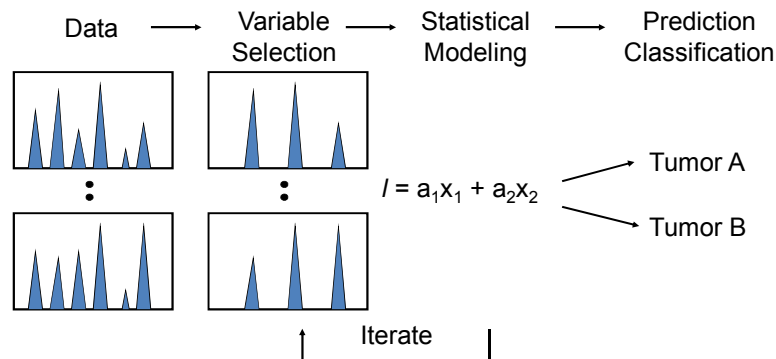 Data
Variable
Selection
Statistical
Modeling
Prediction
Classification
l = a₁x₁ + a₂x₂
Tumor A
Tumor B
Iterate